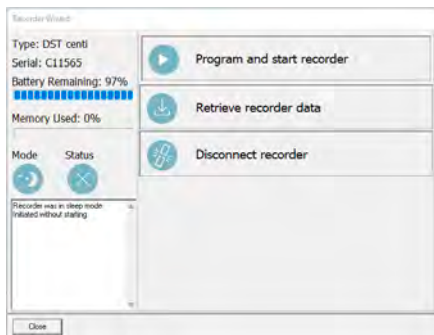 Recorder Wizard
Type: DST centi
Serial: C11565
Battery Remaining: 97%
Memory Used: 0%
Mode Status
Recorder was in sleep mode
Initiated without starting
Program and start recorder
Retrieve recorder data
Disconnect recorder
Close